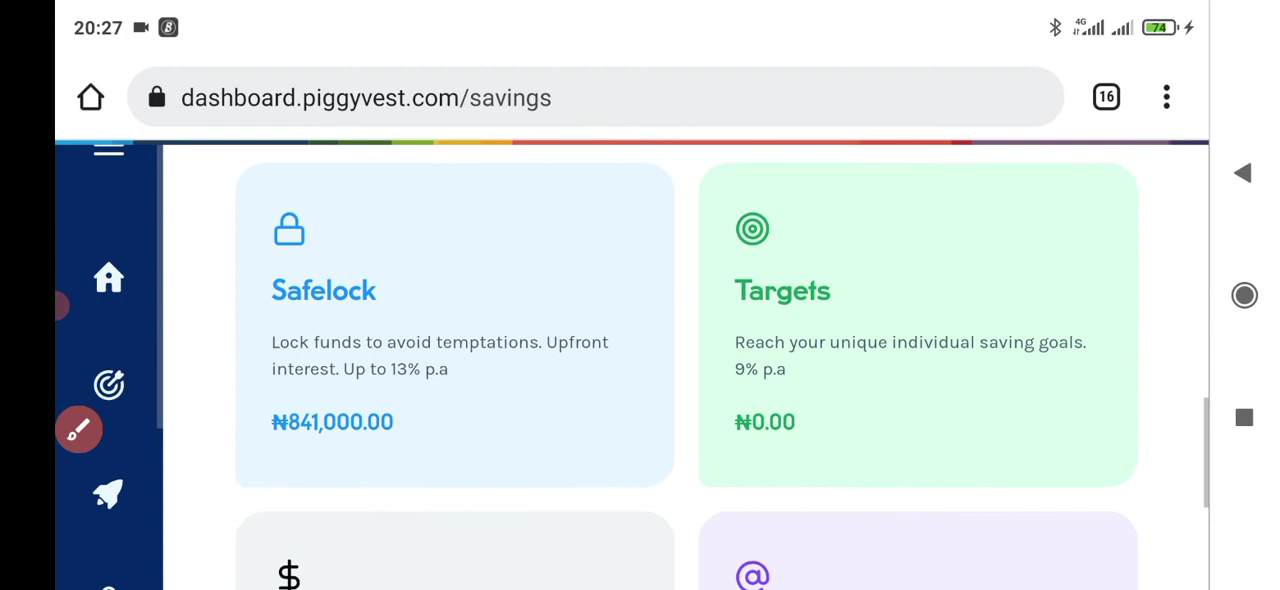 20:27
4G
74
dashboard.piggyvest.com/savings
16
Safelock
Lock funds to avoid temptations. Upfront
interest. Up to 13% p.a
₦841,000.00
Targets
Reach your unique individual saving goals.
9% p.a
₦0.00
$
@